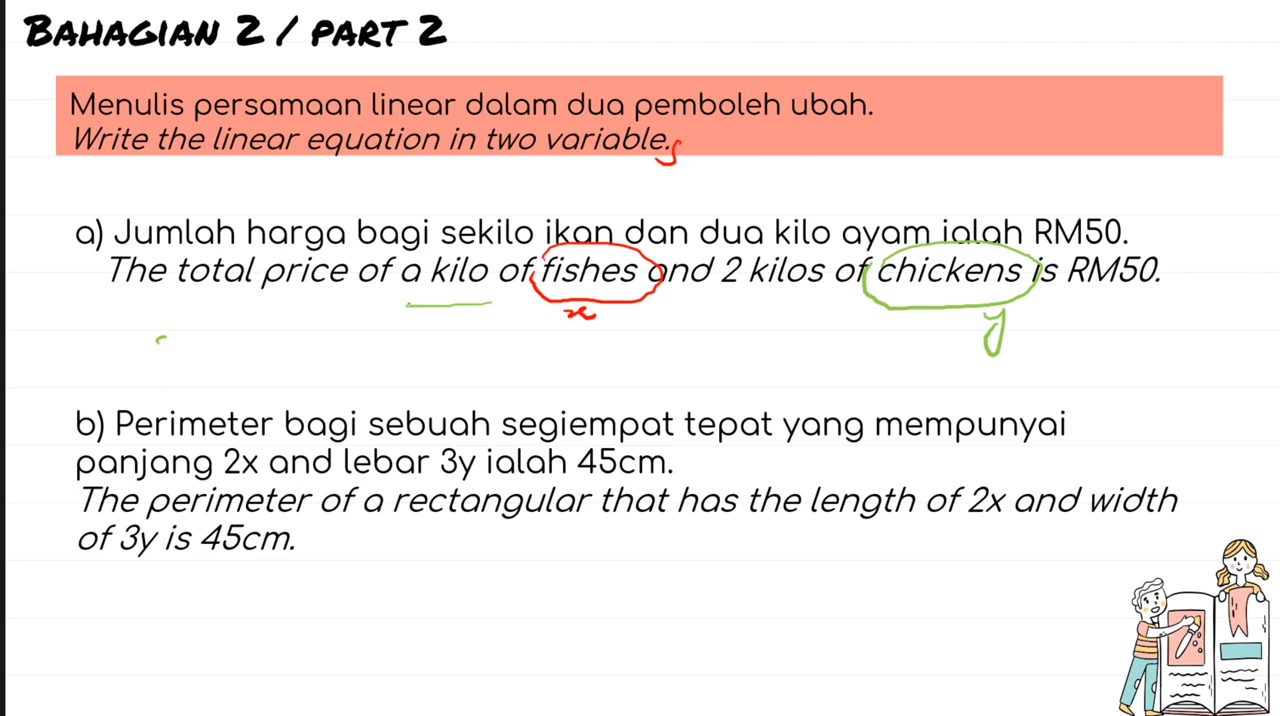 BAHAGIAN 2 / PART 2
Menulis persamaan linear dalam dua pemboleh ubah.
Write the linear equation in two variable.s
a) Jumlah harga bagi sekilo ikan dan dua kilo ayam ialah RM50.
The total price of a kilo of fishes and 2 kilos of chickens is RM50.
x y
b) Perimeter bagi sebuah segiempat tepat yang mempunyai
panjang 2x and lebar 3y ialah 45cm.
The perimeter of a rectangular that has the length of 2x and width
of 3y is 45cm.